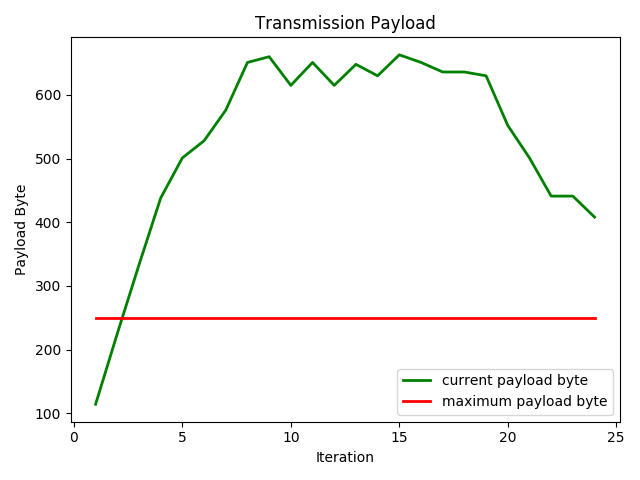 Transmission Payload
Payload Byte
600
500
400
300
200
100
0
5
10
15
20
25
Iteration
current payload byte
maximum payload byte